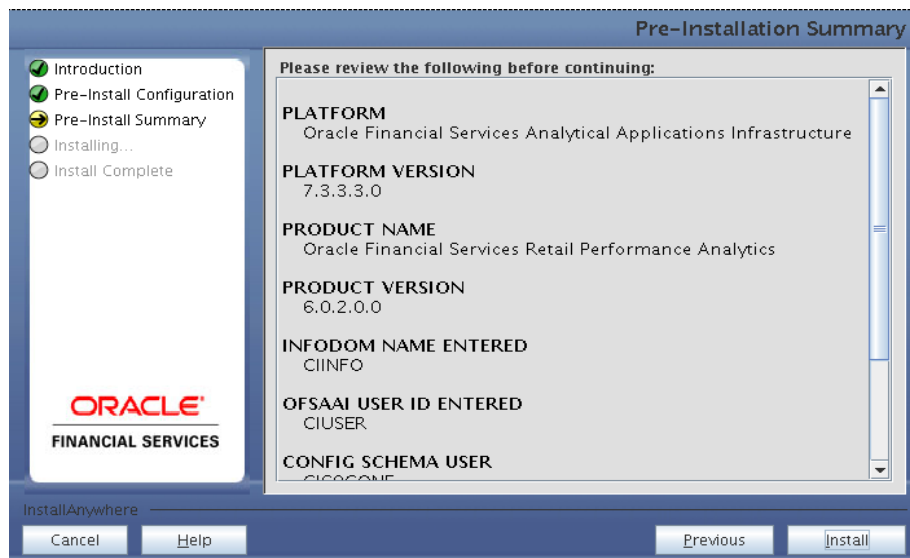 Pre-Installation Summary
Introduction
Pre-Install Configuration
Pre-Install Summary
Installing...
Install Complete
ORACLE
FINANCIAL SERVICES
Please review the following before continuing:
PLATFORM
Oracle Financial Services Analytical Applications Infrastructure
PLATFORM VERSION
7.3.3.3.0
PRODUCT NAME
Oracle Financial Services Retail Performance Analytics
PRODUCT VERSION
6.0.2.0.0
INFODOM NAME ENTERED
CIINFO
OFSAAI USER ID ENTERED
CIUSER
CONFIG SCHEMA USER
InstallAnywhere
Cancel
Help
Previous
Install